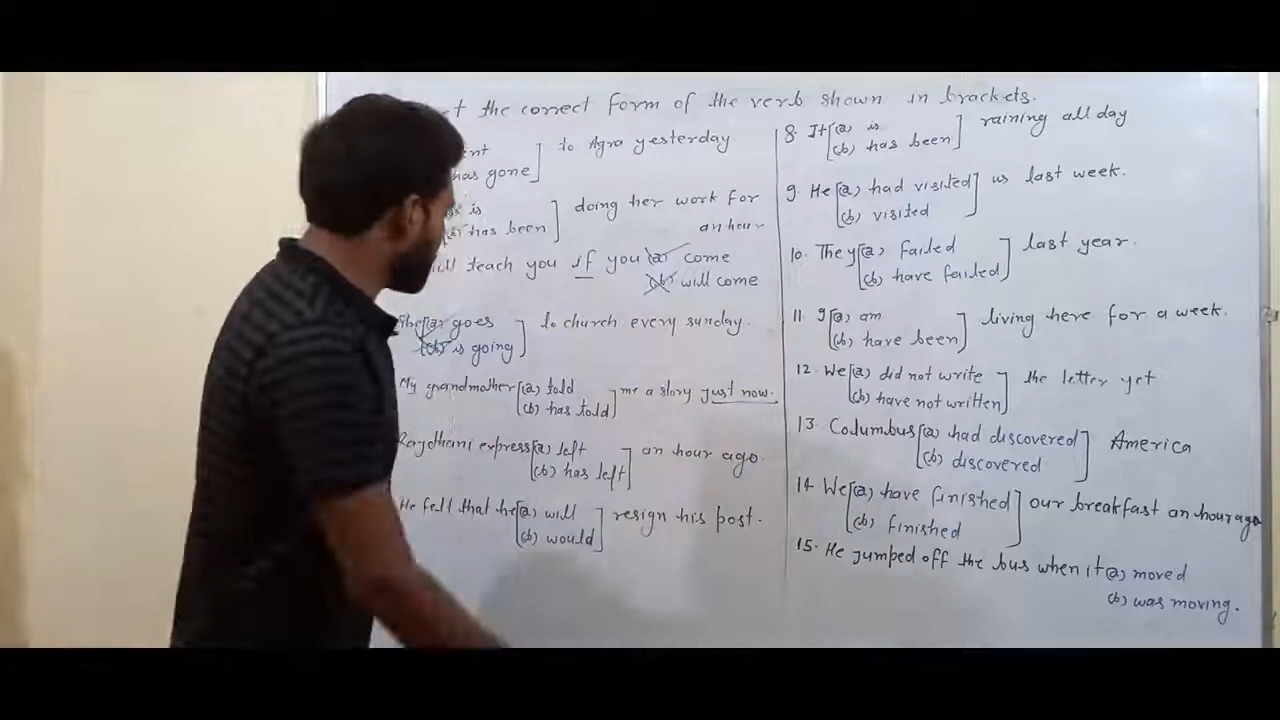 the correct form of the verb shown in brackets.
to Agra yesterday
has gone]
is
has been] doing her work for
an hour
teach you if you (a) come
(b) will come
She[(a) goes
(b) is going] to church every sunday.
My grandmother[(a) told
(b) has told] me a story just now.
express[(a) left
(b) has left] an hour ago.
He felt that he[(a) will
(b) would] resign his post.
8. It[(a) is
(b) has been] raining all day
9. He[(a) had visited
(b) visited] us last week.
10. They[(a) failed
(b) have failed] last year.
11. I[(a) am
(b) have been] living here for a week.
12. We[(a) did not write
(b) have not written] the letter yet
13. Codumbus[(a) had discovered
(b) discovered] America
14. We[(a) have finished
(b) finished] our breakfast an hour ago
15. He jumped off the bus when it (a) moved
(b) was moving.